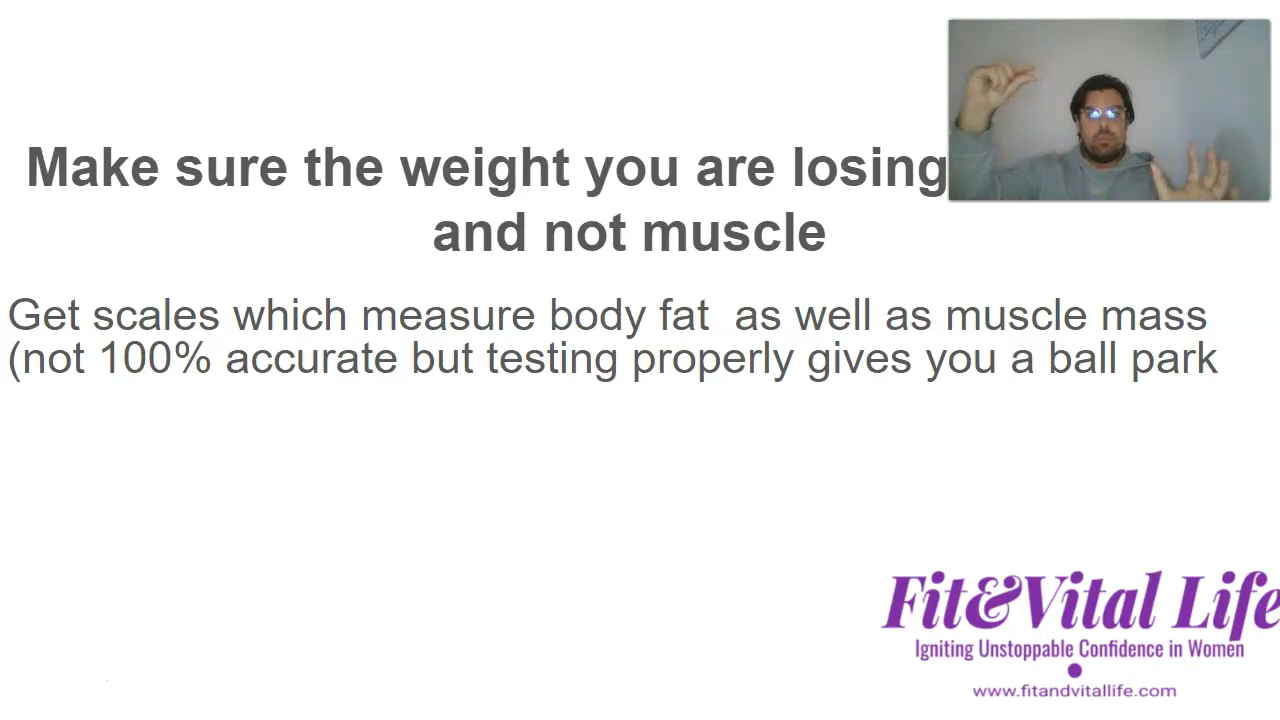 Make sure the weight you are losing
and not muscle
Get scales which measure body fat  as well as muscle mass
(not 100% accurate but testing properly gives you a ball park
Fit&Vital Life
Igniting Unstoppable Confidence in Women
www.fitandvitallife.com